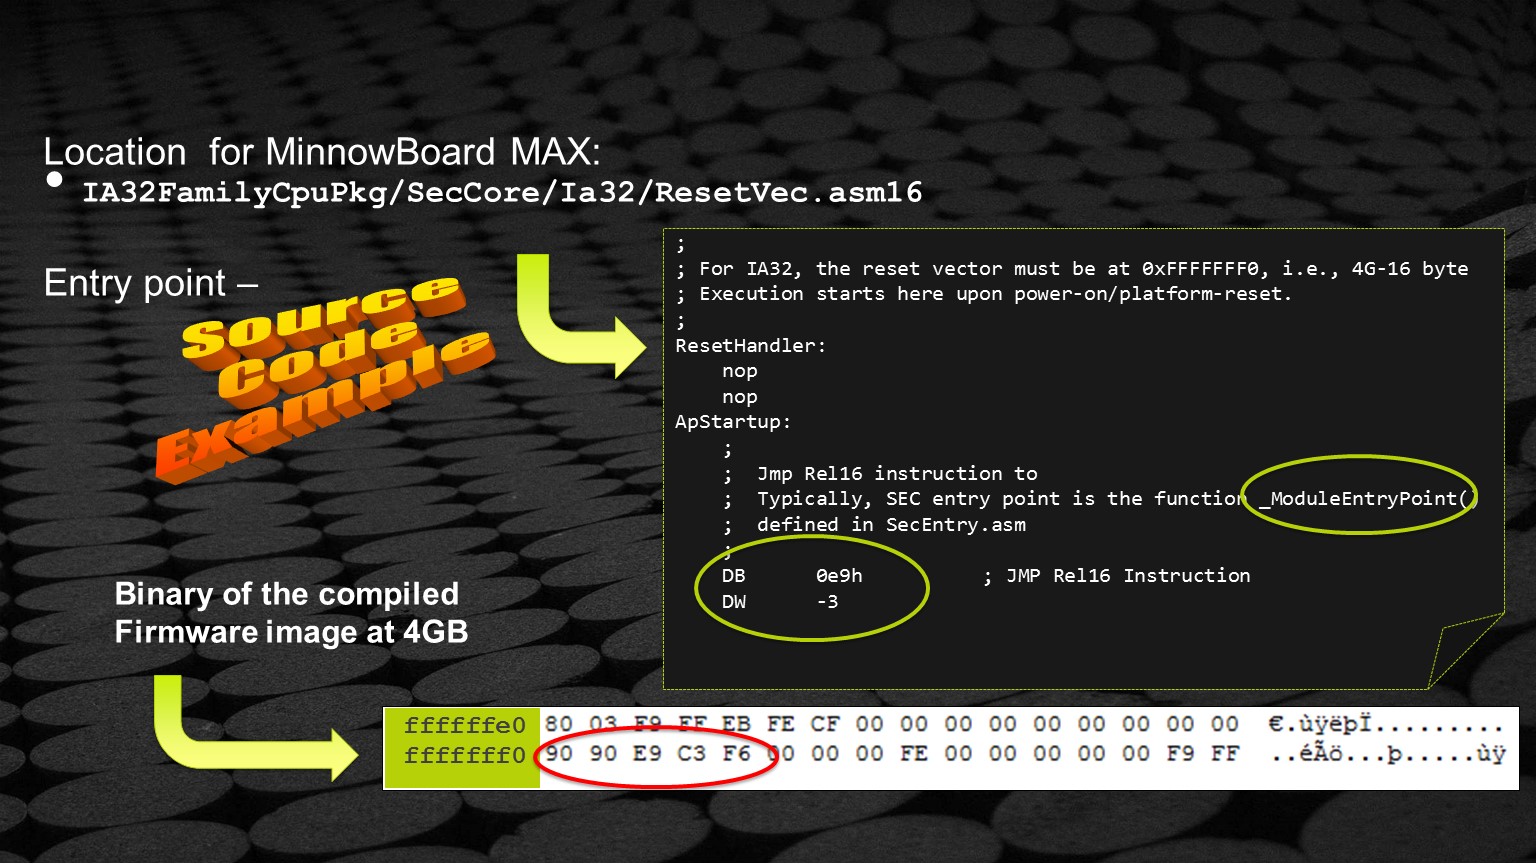 Location for MinnowBoard MAX:
• IA32FamilyCpuPkg/SecCore/Ia32/ResetVec.asm16
Entry point –
Source
Code
Example
;
; For IA32, the reset vector must be at 0xFFFFFFF0, i.e., 4G-16 byte
; Execution starts here upon power-on/platform-reset.
;
ResetHandler:
nop
nop
ApStartup:
;
; Jmp Rel16 instruction to
; Typically, SEC entry point is the function _ModuleEntryPoint()
; defined in SecEntry.asm
;
DB 0e9h ; JMP Rel16 Instruction
DW -3
Binary of the compiled
Firmware image at 4GB
ffffffe0 80 03 F9 FF EB FE CF 00 00 00 00 00 00 00 00 00 €.ùÿëþÏ.........
fffffff0 90 90 E9 C3 F6 00 00 00 FE 00 00 00 00 00 F9 FF ..éÃö...þ.....ùÿ